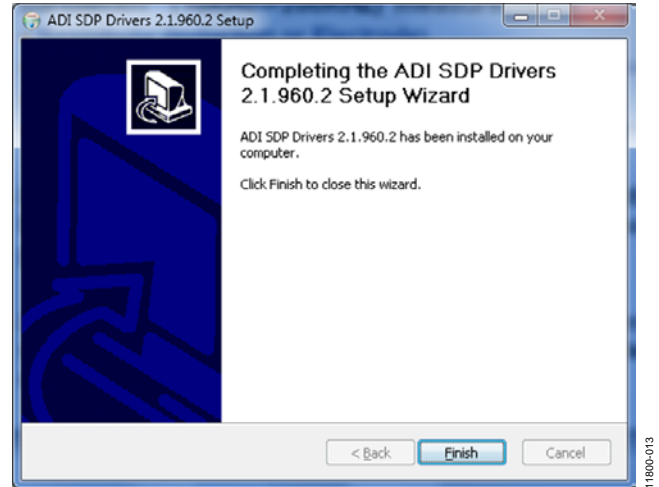 ADI SDP Drivers 2.1.960.2 Setup
Completing the ADI SDP Drivers
2.1.960.2 Setup Wizard
ADI SDP Drivers 2.1.960.2 has been installed on your
computer.
Click Finish to close this wizard.
< Back
Finish
Cancel
11800-013